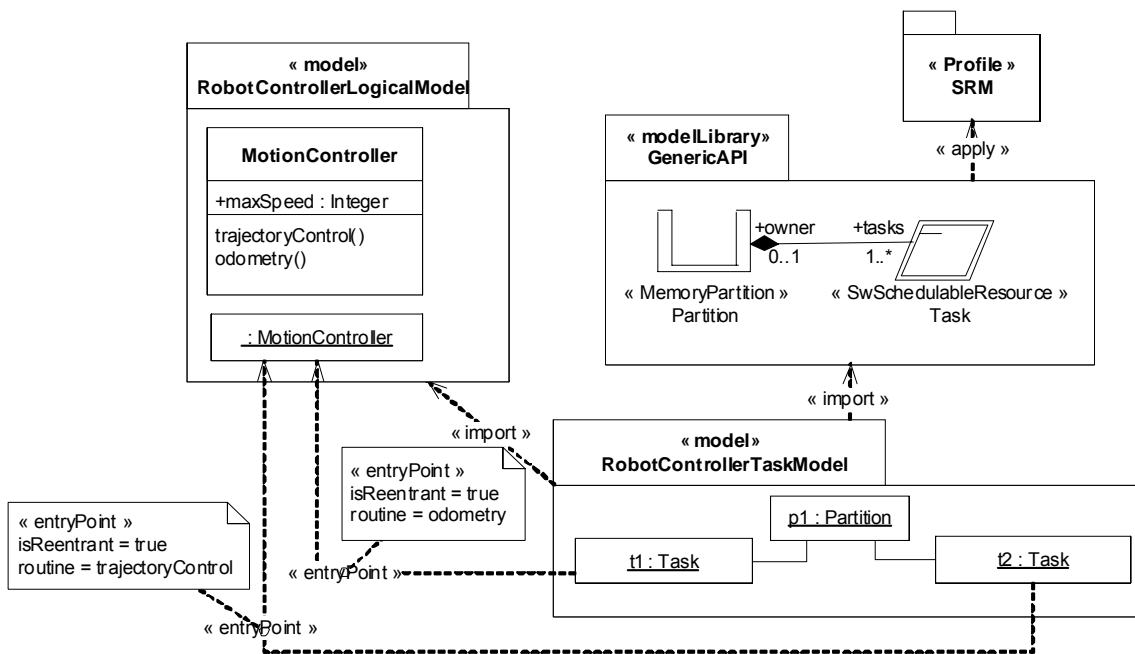 « model»
RobotControllerLogicalModel
MotionController
+maxSpeed : Integer
trajectoryControl()
odometry()
: MotionController
« Profile »
SRM
« apply »
« modelLibrary»
GenericAPI
+owner
0..1
+tasks
1..*
« MemoryPartition »
Partition
« SwSchedulableResource »
Task
« import »
« import »
« model»
RobotControllerTaskModel
p1 : Partition
t1 : Task
t2 : Task
« entryPoint »
isReentrant = true
routine = odometry
« entryPoint »
« entryPoint »
isReentrant = true
routine = trajectoryControl
« entryPoint »